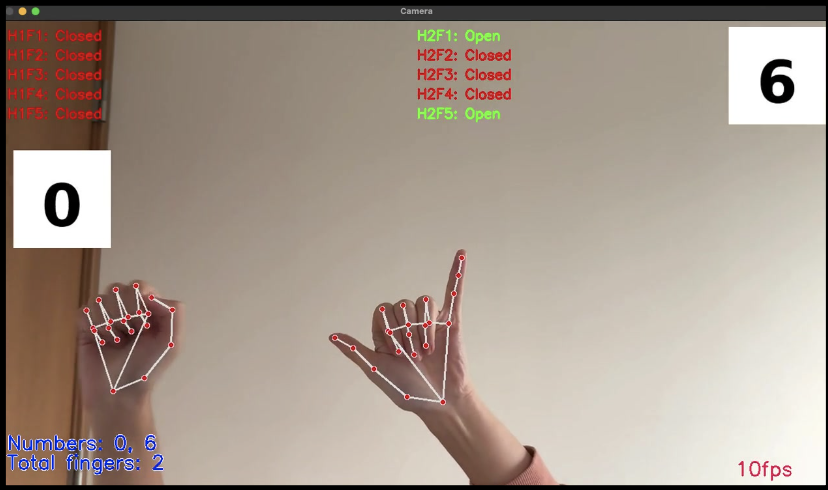 Camera
H1F1: Closed
H1F2: Closed
H1F3: Closed
H1F4: Closed
H1F5: Closed
H2F1: Open
H2F2: Closed
H2F3: Closed
H2F4: Closed
H2F5: Open
6
0
Numbers: 0, 6
Total fingers: 2
10fps